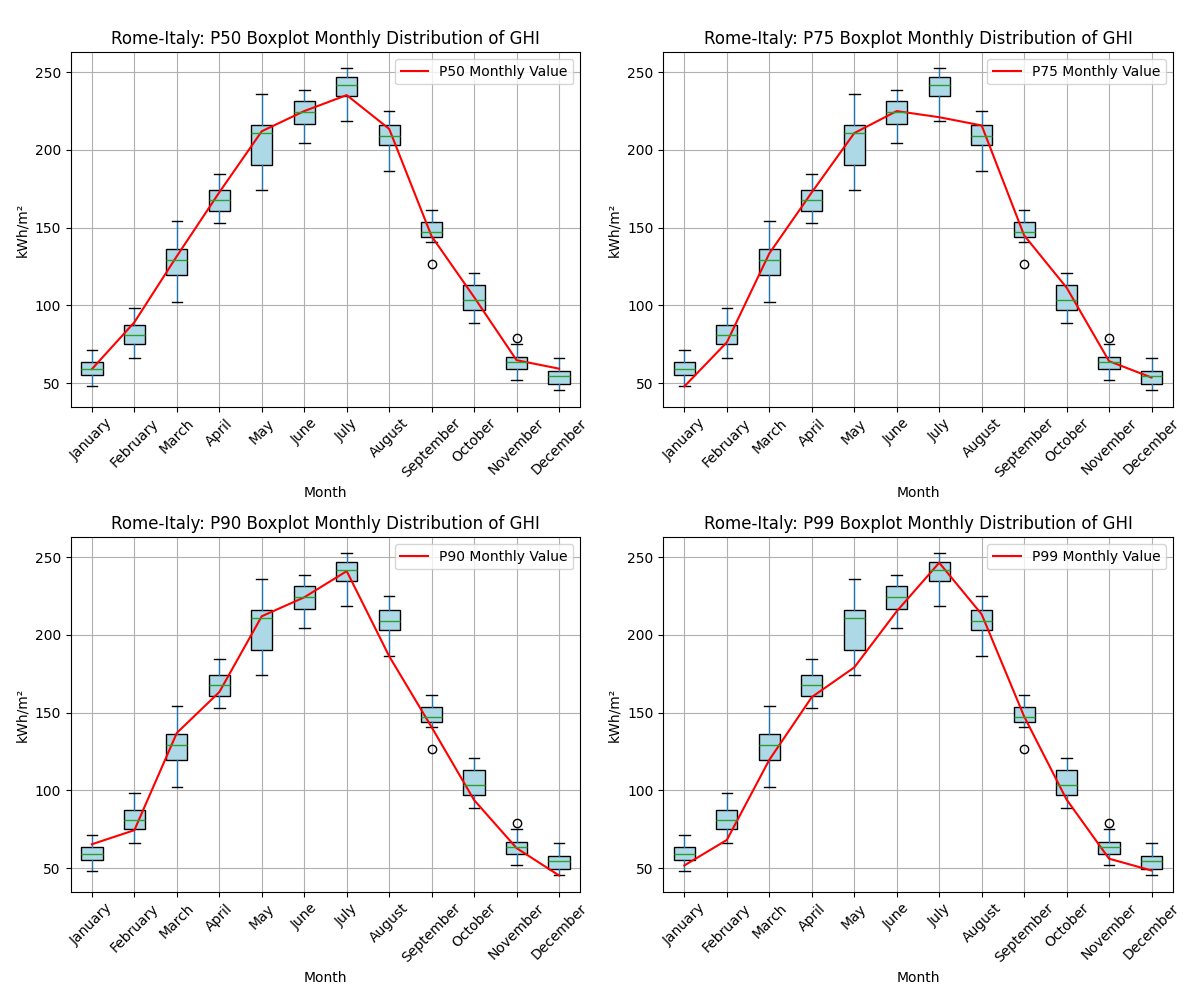 Rome-Italy: P50 Boxplot Monthly Distribution of GHI
P50 Monthly Value
250
200
150
100
50
kWh/m²
January
February
March
April
May
June
July
August
September
October
November
December
Month
Rome-Italy: P75 Boxplot Monthly Distribution of GHI
P75 Monthly Value
250
200
150
100
50
kWh/m²
January
February
March
April
May
June
July
August
September
October
November
December
Month
Rome-Italy: P90 Boxplot Monthly Distribution of GHI
P90 Monthly Value
250
200
150
100
50
kWh/m²
January
February
March
April
May
June
July
August
September
October
November
December
Month
Rome-Italy: P99 Boxplot Monthly Distribution of GHI
P99 Monthly Value
250
200
150
100
50
kWh/m²
January
February
March
April
May
June
July
August
September
October
November
December
Month